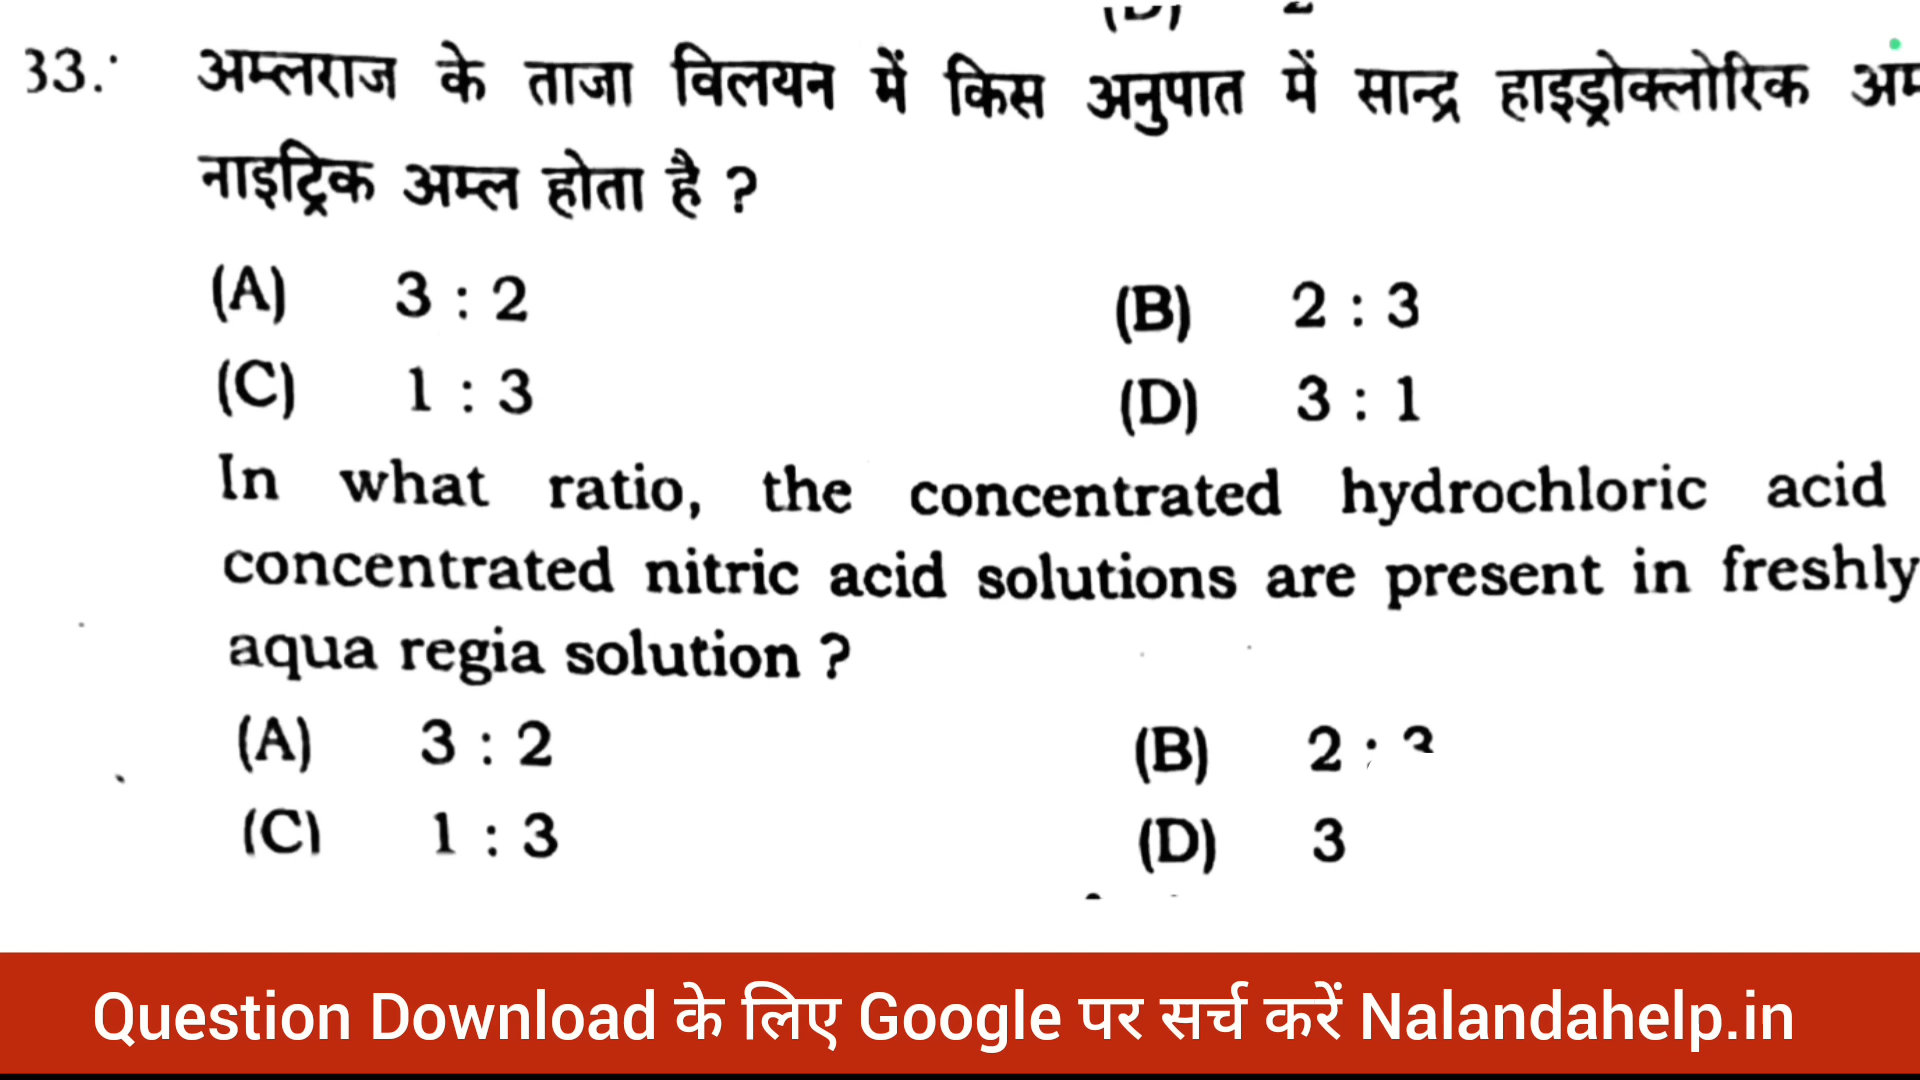 33. अम्लराज के ताजा विलयन में किस अनुपात में सान्द्र हाइड्रोक्लोरिक
नाइट्रिक अम्ल होता है ?
(A) 3 : 2 (B) 2 : 3
(C) 1 : 3 (D) 3 : 1
In what ratio, the concentrated hydrochloric acid
concentrated nitric acid solutions are present in freshly
aqua regia solution ?
(A) 3 : 2 (B) 2 : 3
(C) 1 : 3 (D) 3
Question Download के लिए Google पर सर्च करें Nalandahelp.in